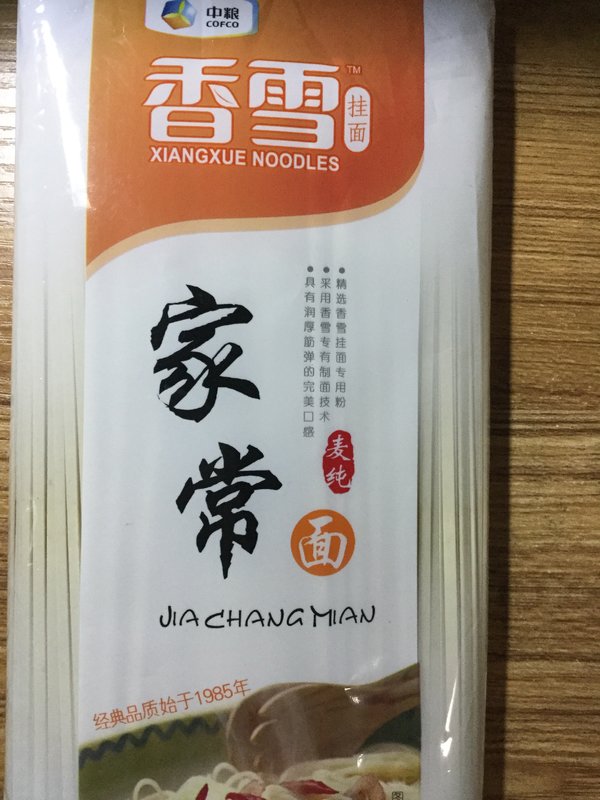 中粮
COFCO
香雪™
挂面
XIANGXUE NOODLES
精选香雪挂面专用粉
采用香雪专有制面技术
具有润厚筋弹的完美口感
家常
麦纯
面
JIA CHANG MIAN
经典品质始于1985年
图